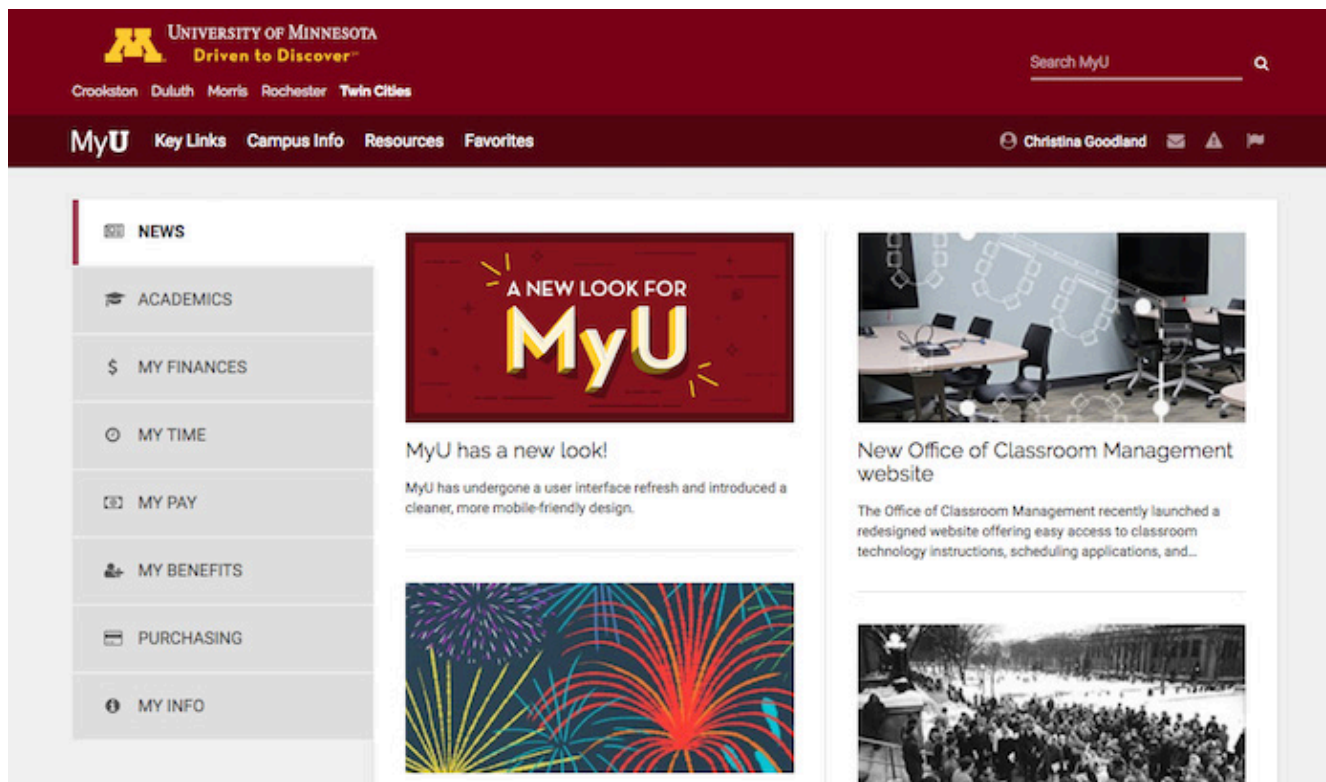 UNIVERSITY OF MINNESOTA
Driven to Discover℠
Crookston Duluth Morris Rochester Twin Cities
Search MyU
MyU Key Links Campus Info Resources Favorites
Christina Goodland
NEWS
ACADEMICS
$ MY FINANCES
MY TIME
MY PAY
MY BENEFITS
PURCHASING
MY INFO
A NEW LOOK FOR
MyU
MyU has a new look!
MyU has undergone a user interface refresh and introduced a
cleaner, more mobile-friendly design.
New Office of Classroom Management
website
The Office of Classroom Management recently launched a
redesigned website offering easy access to classroom
technology instructions, scheduling applications, and...